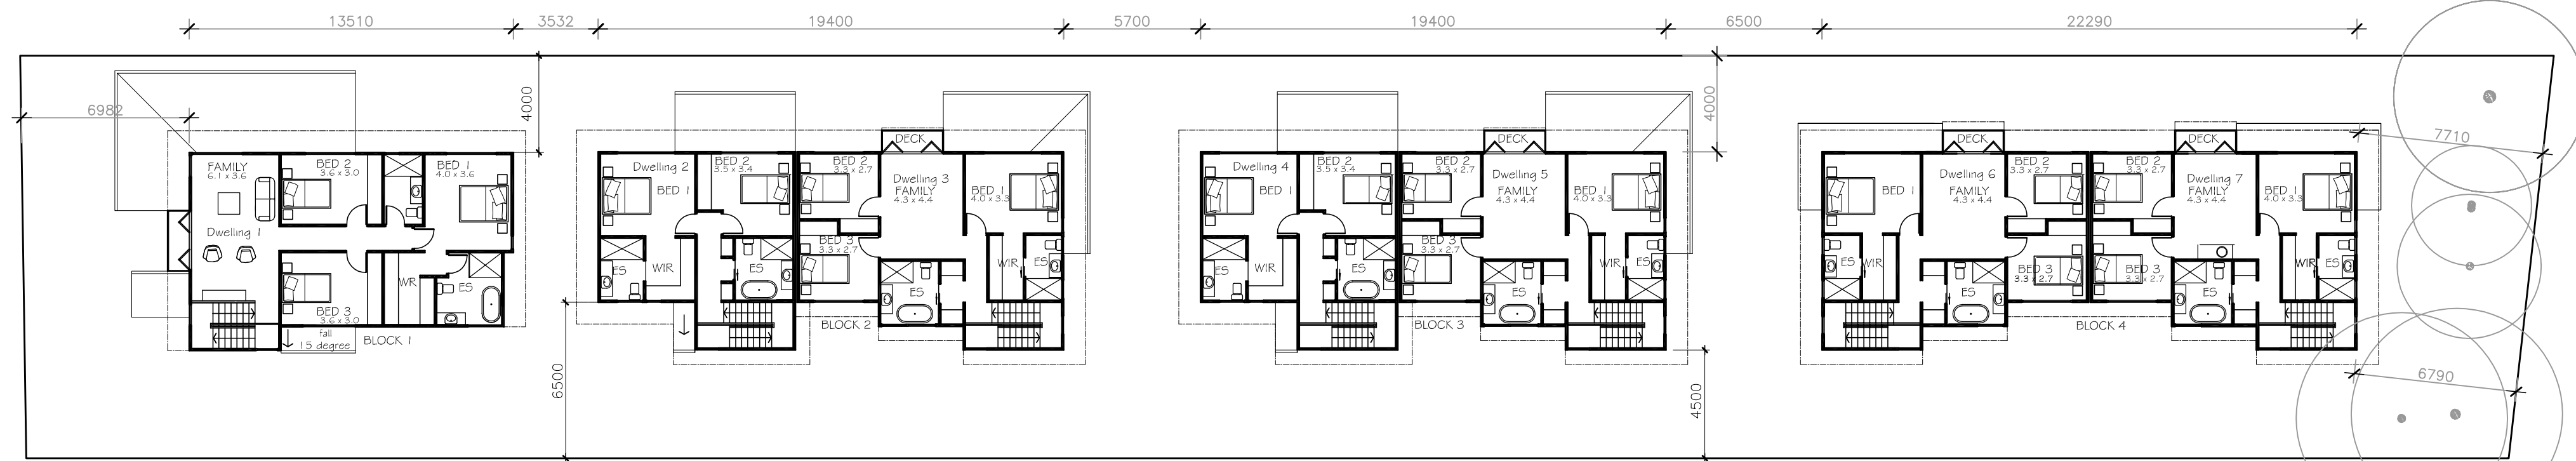 13510
3532
19400
5700
19400
6500
22290
6982
4000
4000
7710
FAMILY
6.1 x 3.6
BED 2
3.6 x 3.0
BED 1
4.0 x 3.6
Dwelling 1
WR
ES
BED 3
3.6 x 3.0
fall
15 degree
BLOCK 1
Dwelling 2
BED 1
BED 2
3.5 x 3.4
ES
WIR
ES
BED 2
3.3 x 2.7
DECK
Dwelling 3
FAMILY
4.3 x 4.4
BED 1
4.0 x 3.3
BED 3
3.3 x 2.7
WIR
ES
ES
BLOCK 2
6500
Dwelling 4
BED 1
BED 2
3.5 x 3.4
ES
WIR
ES
BED 2
3.3 x 2.7
DECK
Dwelling 5
FAMILY
4.3 x 4.4
BED 1
4.0 x 3.3
BED 3
3.3 x 2.7
WIR
ES
ES
BLOCK 3
4500
BED 1
DECK
Dwelling 6
FAMILY
4.3 x 4.4
BED 2
3.3 x 2.7
ES
WIR
ES
BED 3
3.3 x 2.7
BED 2
3.3 x 2.7
DECK
Dwelling 7
FAMILY
4.3 x 4.4
BED 1
4.0 x 3.3
BED 3
3.3 x 2.7
WIR
ES
ES
BLOCK 4
6790